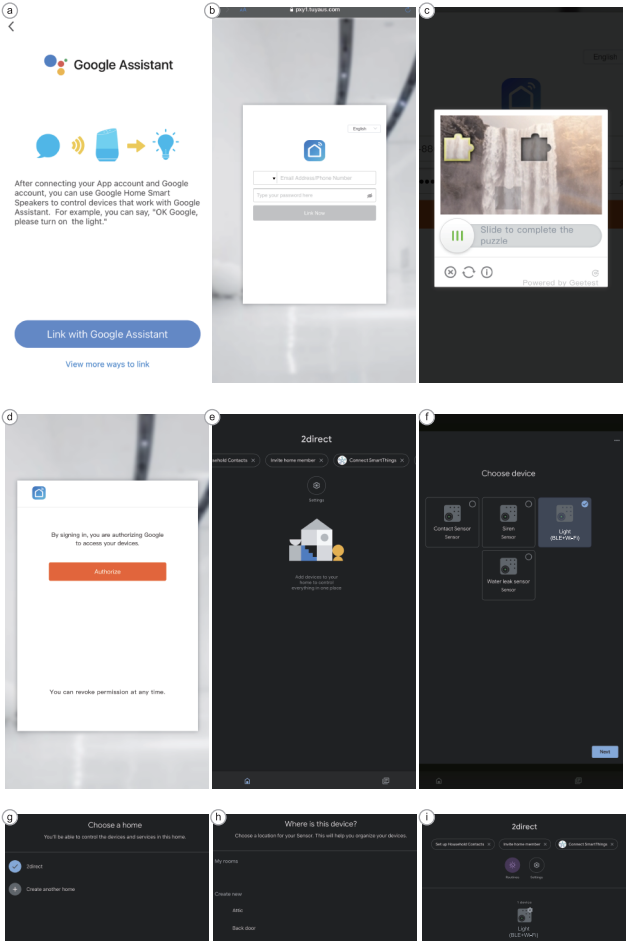 a
Google Assistant
After connecting your App account and Google
account, you can use Google Home Smart
Speakers to control devices that work with Google
Assistant. For example, you can say, "OK Google,
please turn on the light."
Link with Google Assistant
View more ways to link
b
pxy1.tuyaus.com
English
Email Address/Phone Number
Type your password here
Link Now
c
English
88
Slide to complete the
puzzle
Powered by Geetest
d
By signing in, you are authorizing Google
to access your devices.
Authorize
You can revoke permission at any time.
e
2direct
sehold Contacts ×
Invite home member ×
Connect SmartThings ×
Settings
Add devices to your
home to control
everything in one place
f
Choose device
Contact Sensor
Sensor
Siren
Sensor
Light
(BLE+Wi-Fi)
Water leak sensor
Sensor
Next
g
Choose a home
You'll be able to control the devices and services in this home.
2direct
Create another home
h
Where is this device?
Choose a location for your Sensor. This will help you organize your devices.
My rooms
Create new
Attic
Back door
i
2direct
Set up Household Contacts ×
Invite home member ×
Connect SmartThings ×
Routines
Settings
1 device
Light
(BLE+Wi-Fi)